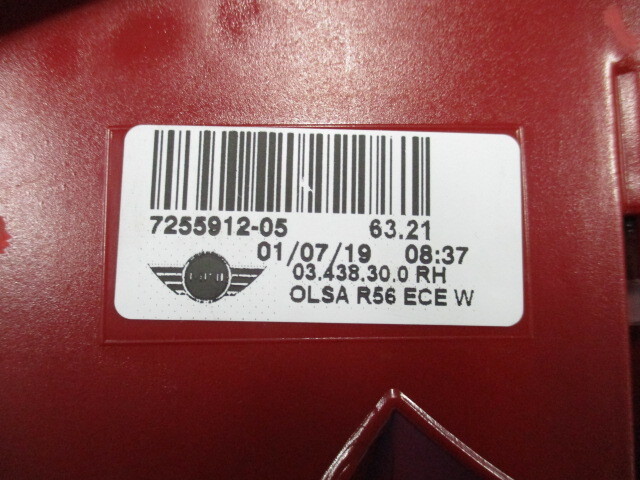 7255912-05 63.21
01/07/19 08:37
03.438.30.0 RH
OLSA R56 ECE W